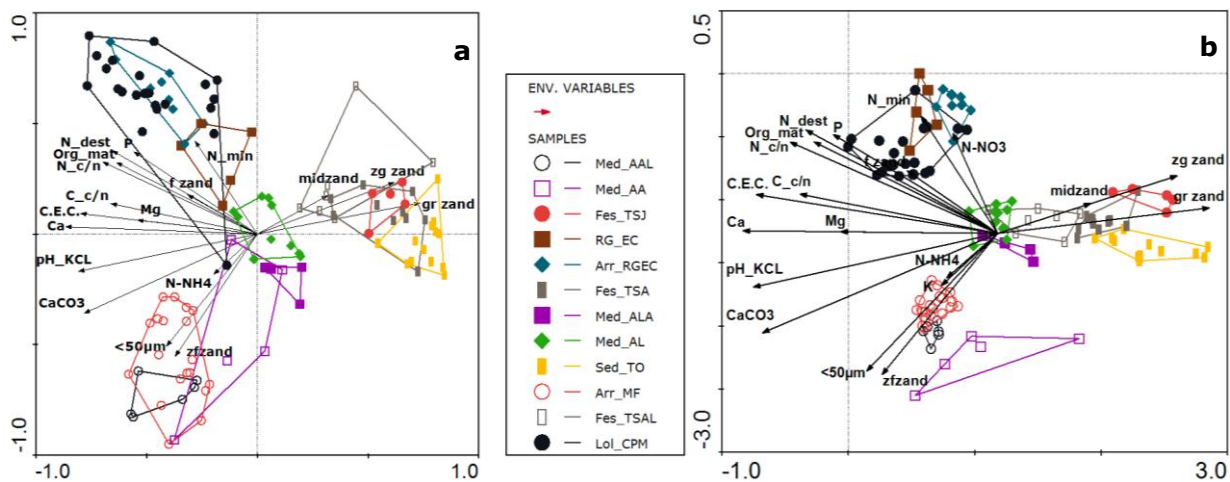 1.0
a
N_dest
P
Org_mat
N_c/n
N_min
f zand
C_c/n
C.E.C.
Mg
Ca
pH_KCL
N-NH4
CaCO3
<50µm
zfzand
midzand
zg zand
gr zand
-1.0
-1.0
1.0
ENV. VARIABLES
SAMPLES
Med_AAL
Med_AA
Fes_TSJ
RG_EC
Arr_RGEC
Fes_TSA
Med_ALA
Med_AL
Sed_TO
Arr_MF
Fes_TSAL
Lol_CPM
0.5
b
N_min
N_dest
P
Org_mat
N_c/n
N-NO3
f zand
C.E.C.
C_c/n
Ca
Mg
midzand
zg zand
gr zand
pH_KCL
N-NH4
K
CaCO3
<50µm
zfzand
-3.0
-1.0
3.0